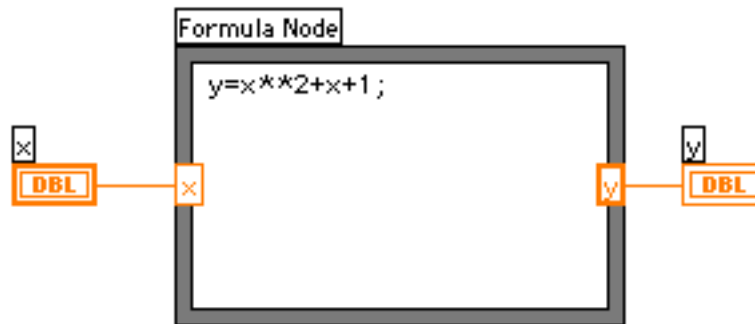 Formula Node
y=x**2+x+1;
x
DBL
x
y
y
DBL